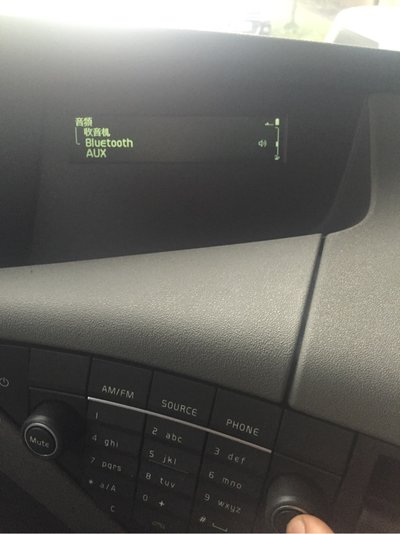 音频
收音机
Bluetooth
AUX
AM/FM
SOURCE
PHONE
Mute
1
2 abc
3 def
4 ghi
5 jkl
6 mno
7 pqrs
8 tuv
9 wxyz
* a/A
0 +
#
C